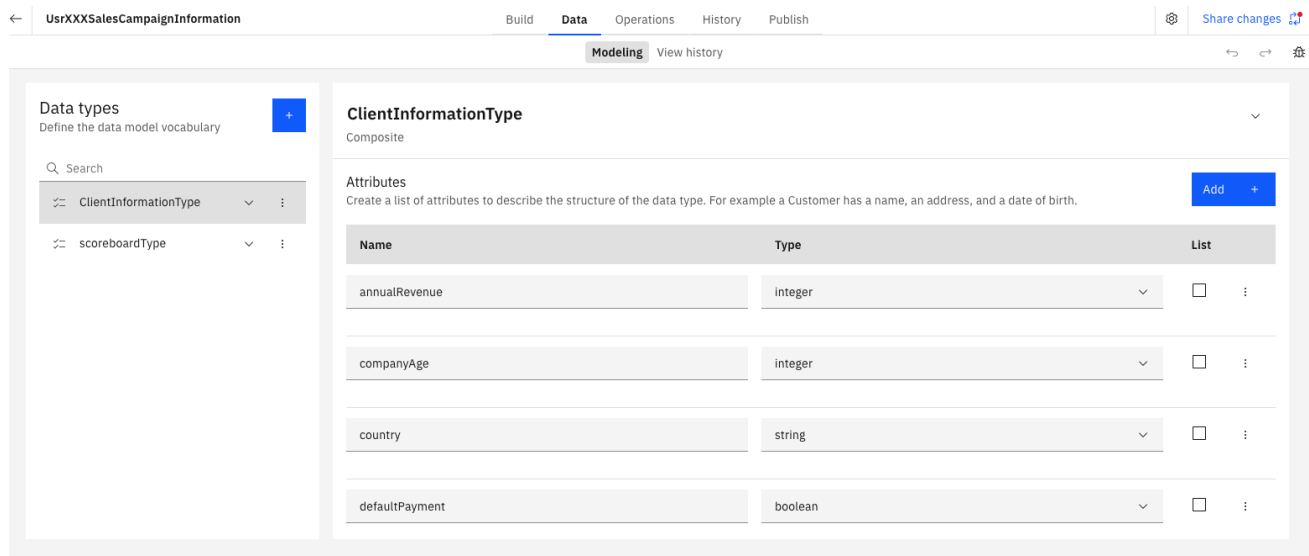 UsrXXXSalesCampaignInformation
Build Data Operations History Publish
Share changes
Modeling View history
Data types
Define the data model vocabulary
+
Search
ClientInformationType
scoreboardType
ClientInformationType
Composite
Attributes
Create a list of attributes to describe the structure of the data type. For example a Customer has a name, an address, and a date of birth.
Add +
Name Type List
annualRevenue integer
companyAge integer
country string
defaultPayment boolean